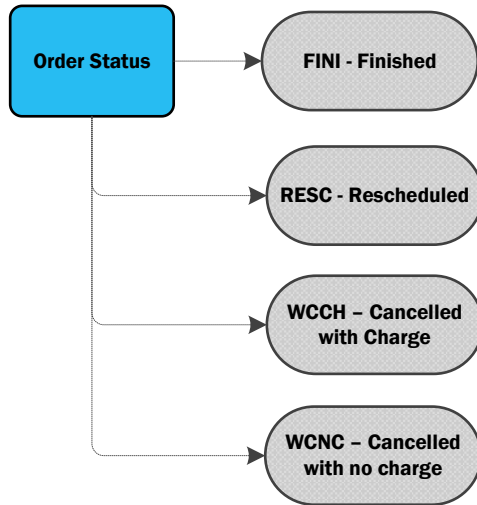 Order Status
FINI - Finished
RESC - Rescheduled
WCCH – Cancelled
with Charge
WCNC – Cancelled
with no charge